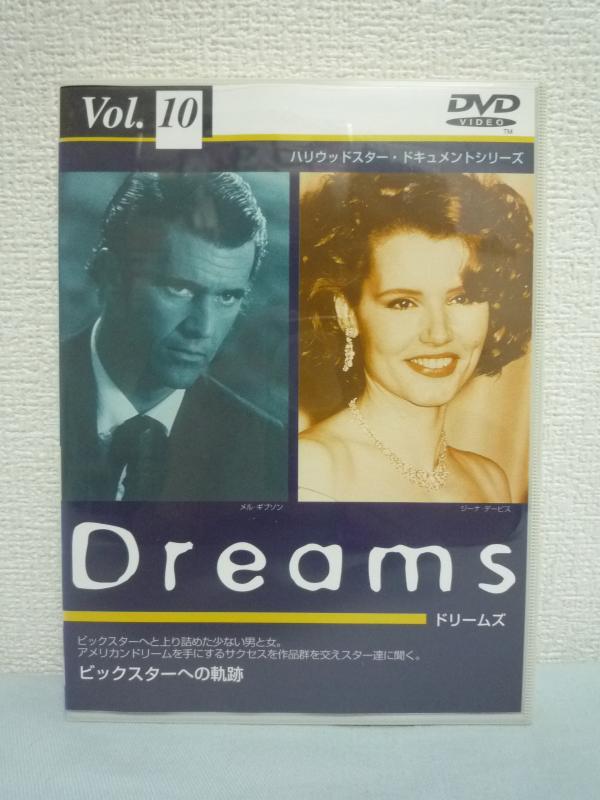 Vol. 10
DVD
VIDEO
TM
ハリウッドスター・ドキュメントシリーズ
メル・ギブソン
ジーナ・デービス
Dreams
ドリームズ
ビックスターへと上り詰めた少ない男と女。
アメリカンドリームを手にするサクセスを作品群を交えスター達に聞く。
ビックスターへの軌跡